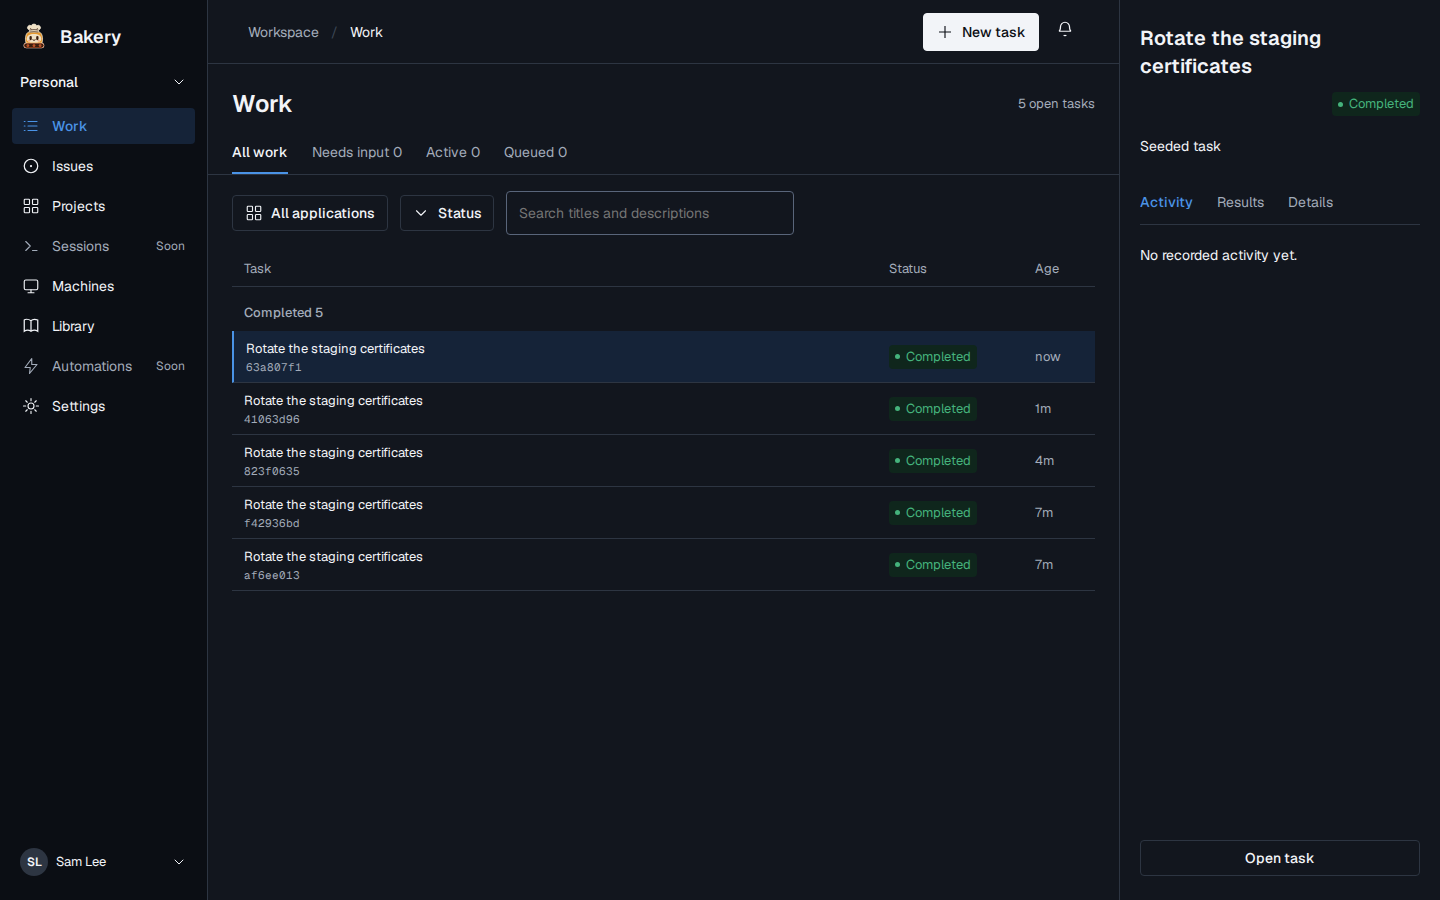 Bakery
Personal
Work
Issues
Projects
Sessions Soon
Machines
Library
Automations Soon
Settings
SL Sam Lee
Workspace / Work
New task
Work
5 open tasks
All work Needs input 0 Active 0 Queued 0
All applications Status Search titles and descriptions
Task Status Age
Completed 5
Rotate the staging certificates
63a807f1
Completed now
Rotate the staging certificates
41063d96
Completed 1m
Rotate the staging certificates
823f0635
Completed 4m
Rotate the staging certificates
f42936bd
Completed 7m
Rotate the staging certificates
af6ee013
Completed 7m
Rotate the staging
certificates
Completed
Seeded task
Activity Results Details
No recorded activity yet.
Open task